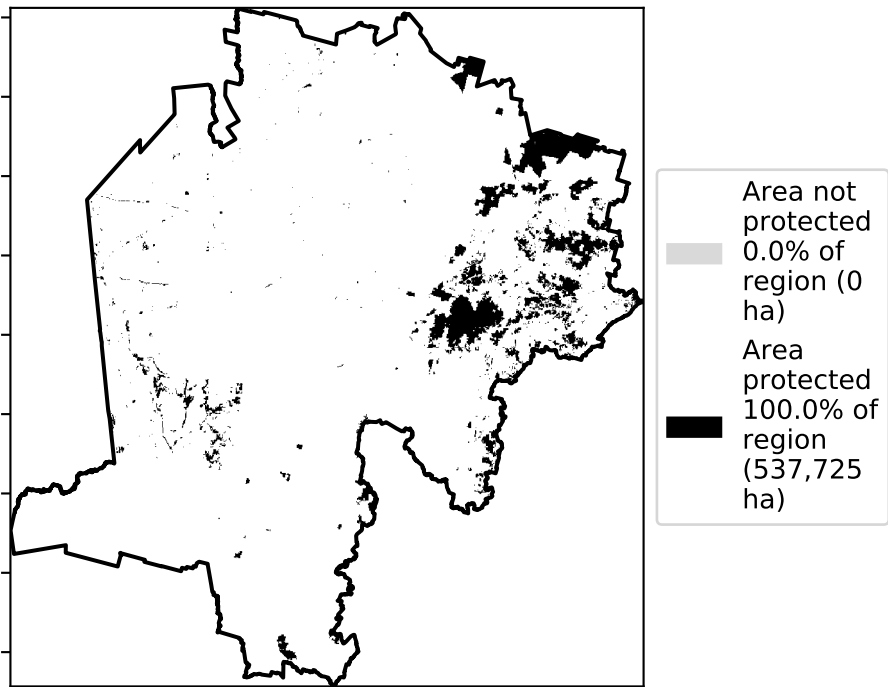 Area not
protected
0.0% of
region (0
ha)
Area
protected
100.0% of
region
(537,725
ha)